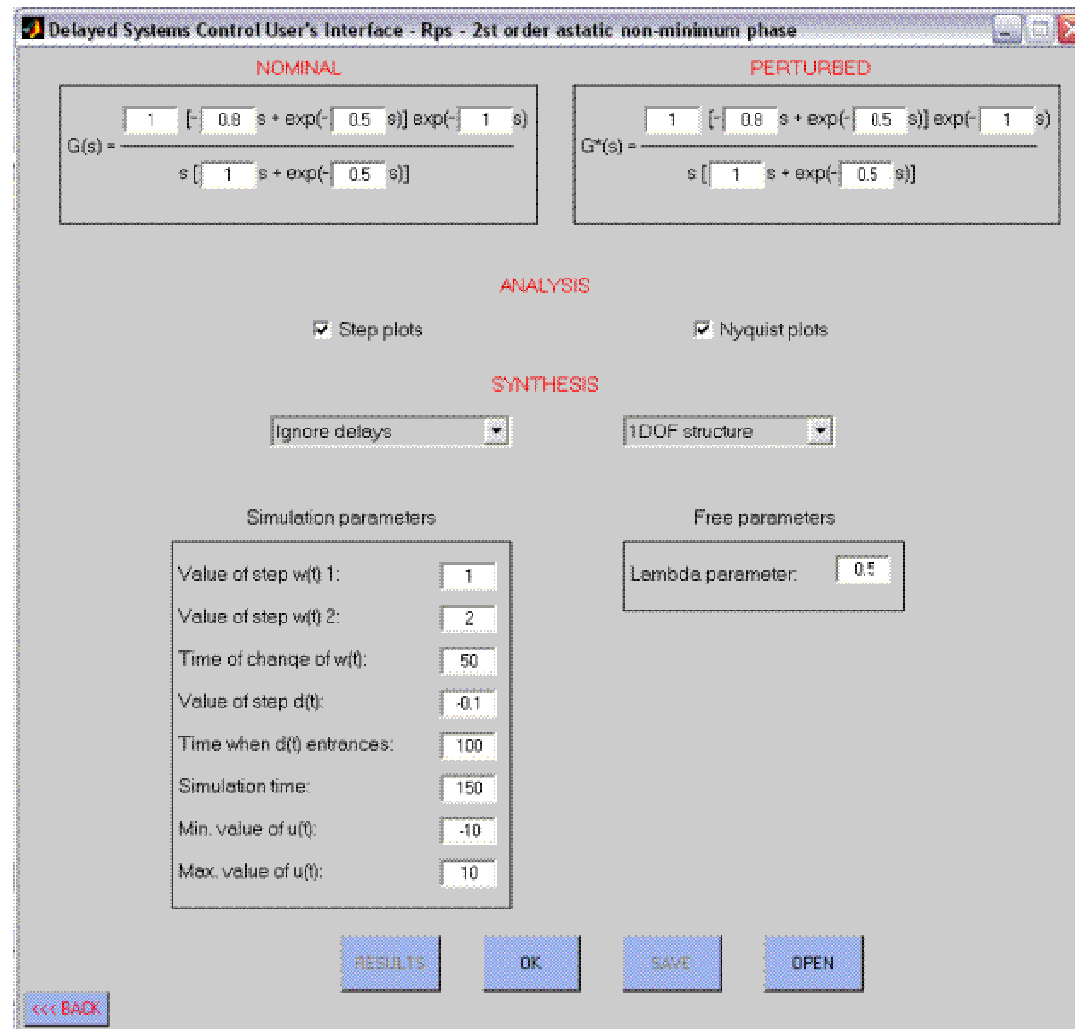 Delayed Systems Control User's Interface - Rps - 2st order astatic non-minimum phase
NOMINAL
PERTURBED
1 [- 0.8 s + exp(- 0.5 s)] exp(- 1 s)
G(s) =
s [ 1 s + exp(- 0.5 s)]
1 [- 0.8 s + exp(- 0.5 s)] exp(- 1 s)
G*(s) =
s [ 1 s + exp(- 0.5 s)]
ANALYSIS
Step plots
Nyquist plots
SYNTHESIS
Ignore delays
1DOF structure
Simulation parameters
Value of step w(t) 1: 1
Value of step w(t) 2: 2
Time of change of w(t): 50
Value of step d(t): -0.1
Time when d(t) entrances: 100
Simulation time: 150
Min. value of u(t): -10
Max. value of u(t): 10
Free parameters
Lambda parameter: 0.5
RESULTS
OK
SAVE
OPEN
<<< BACK